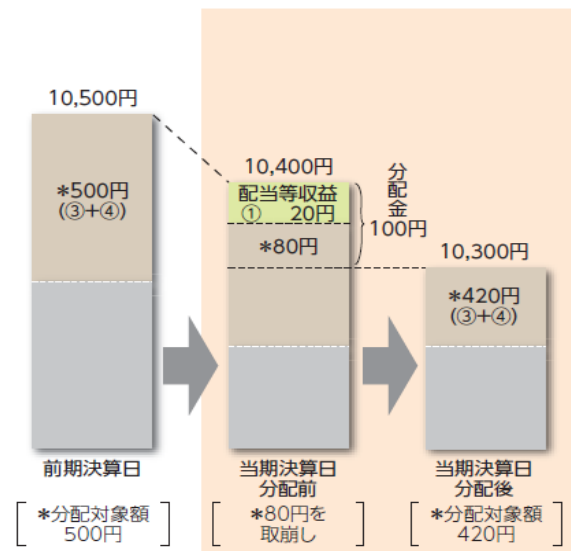 10,500円
*500円
(③+④)
前期決算日
*分配対象額
500円
10,400円
配当等収益
① 20円
*80円
分配金
100円
当期決算日
分配前
*80円を
取崩し
10,300円
*420円
(③+④)
当期決算日
分配後
*分配対象額
420円